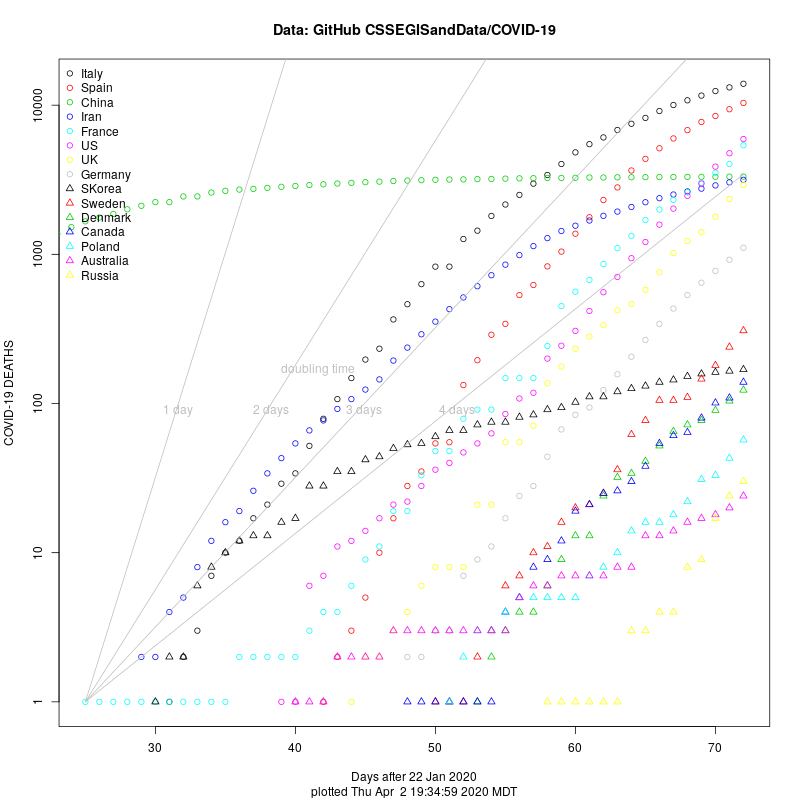 Data: GitHub CSSEGISandData/COVID-19
COVID-19 DEATHS
10000
1000
100
10
1
Italy
Spain
China
Iran
France
US
UK
Germany
SKorea
Sweden
Denmark
Canada
Poland
Australia
Russia
doubling time
1 day
2 days
3 days
4 days
30
40
50
60
70
Days after 22 Jan 2020
plotted Thu Apr 2 19:34:59 2020 MDT